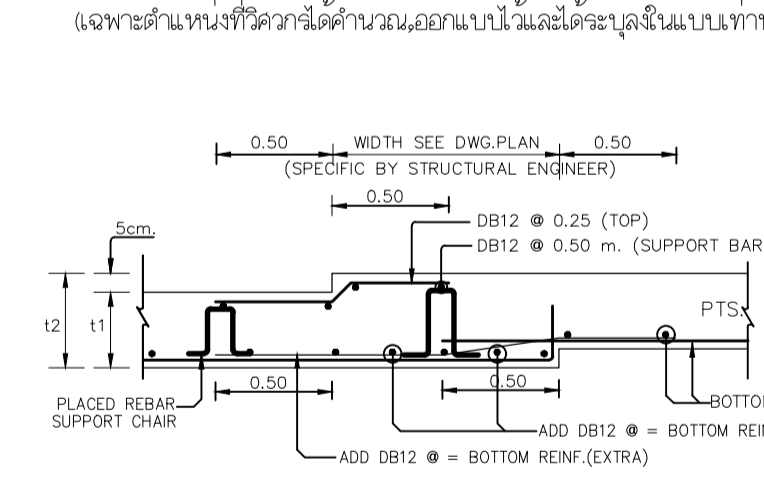 (เฉพาะตำแหน่งที่วิศวกรได้คำนวณ,ออกแบบไว้และได้ระบุลงในแบบเท่า
0.50 WIDTH SEE DWG.PLAN 0.50
(SPECIFIC BY STRUCTURAL ENGINEER)
0.50
DB12 @ 0.25 (TOP)
5cm.
DB12 @ 0.50 m. (SUPPORT BAR
PTS.
t2 t1
0.50 0.50
PLACED REBAR
SUPPORT CHAIR
BOTTO
ADD DB12 @ = BOTTOM REI
ADD DB12 @ = BOTTOM REINF.(EXTRA)